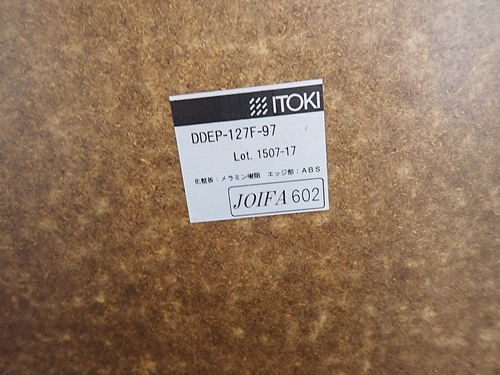 ITOKI
DDEP-127F-97
Lot. 1507-17
化粧板：メラミン樹脂 エッジ部：ABS
JOIFA 602